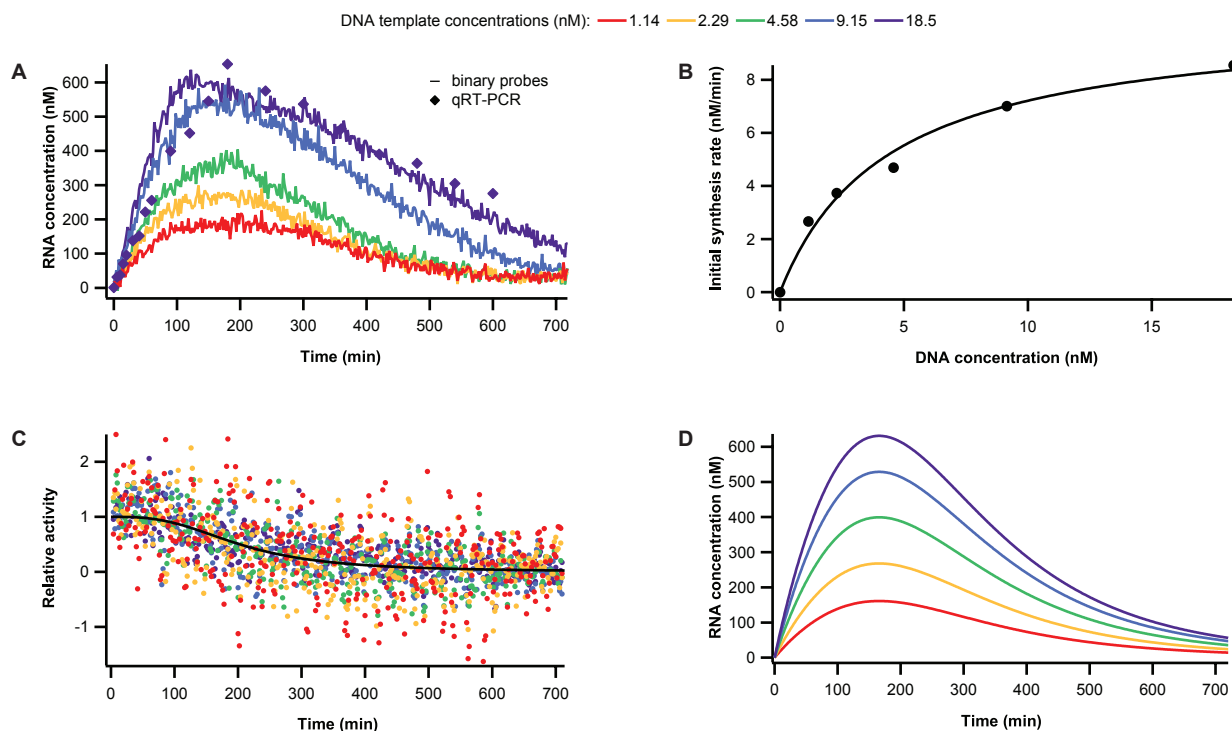 DNA template concentrations (nM): 1.14 2.29 4.58 9.15 18.5
A
RNA concentration (nM)
600
500
400
300
200
100
0
binary probes
qRT-PCR
0 100 200 300 400 500 600 700
Time (min)
B
Initial synthesis rate (nM/min)
8
6
4
2
0
0 5 10 15
DNA concentration (nM)
C
Relative activity
2
1
0
-1
0 100 200 300 400 500 600 700
Time (min)
D
RNA concentration (nM)
600
500
400
300
200
100
0
0 100 200 300 400 500 600 700
Time (min)